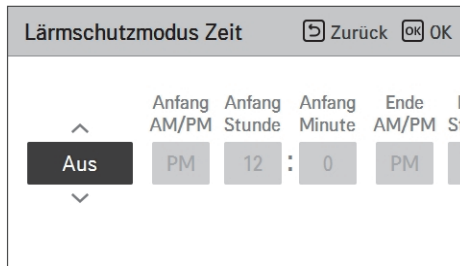 Lärmschutzmodus Zeit Zurück OK OK
Anfang Anfang Anfang Ende
AM/PM Stunde Minute AM/PM
Aus PM 12 : 0 PM